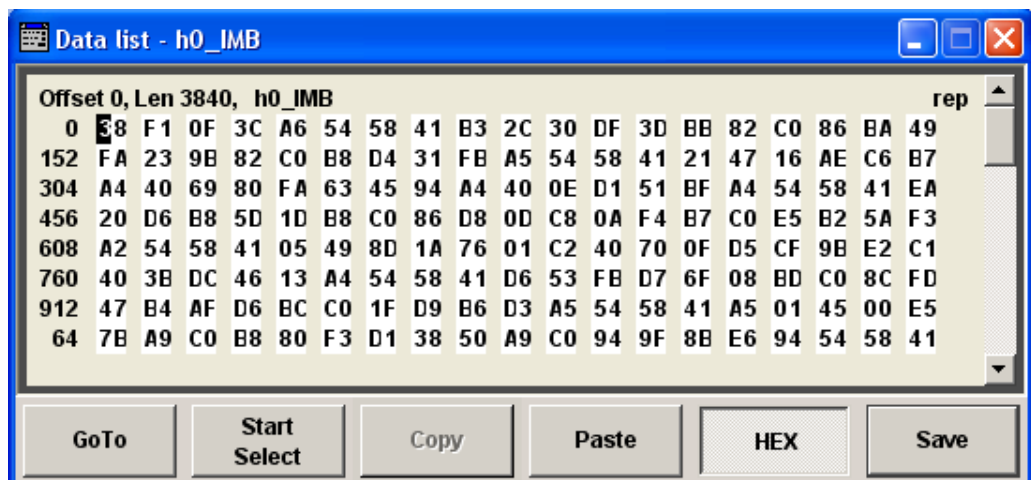 Data list - h0_IMB
Offset 0, Len 3840, h0_IMB rep
0 38 F1 0F 3C A6 54 58 41 B3 2C 30 DF 3D BB 82 C0 86 BA 49
152 FA 23 9B 82 C0 B8 D4 31 FB A5 54 58 41 21 47 16 AE C6 B7
304 A4 40 69 80 FA 63 45 94 A4 40 0E D1 51 BF A4 54 58 41 EA
456 20 D6 B8 5D 1D B8 C0 86 D8 0D C8 0A F4 B7 C0 E5 B2 5A F3
608 A2 54 58 41 05 49 8D 1A 76 01 C2 40 70 0F D5 CF 9B E2 C1
760 40 3B DC 46 13 A4 54 58 41 D6 53 FB D7 6F 08 BD C0 8C FD
912 47 B4 AF D6 BC C0 1F D9 B6 D3 A5 54 58 41 A5 01 45 00 E5
64 7B A9 C0 B8 80 F3 D1 38 50 A9 C0 94 9F 8B E6 94 54 58 41
GoTo
Start
Select
Copy
Paste
HEX
Save